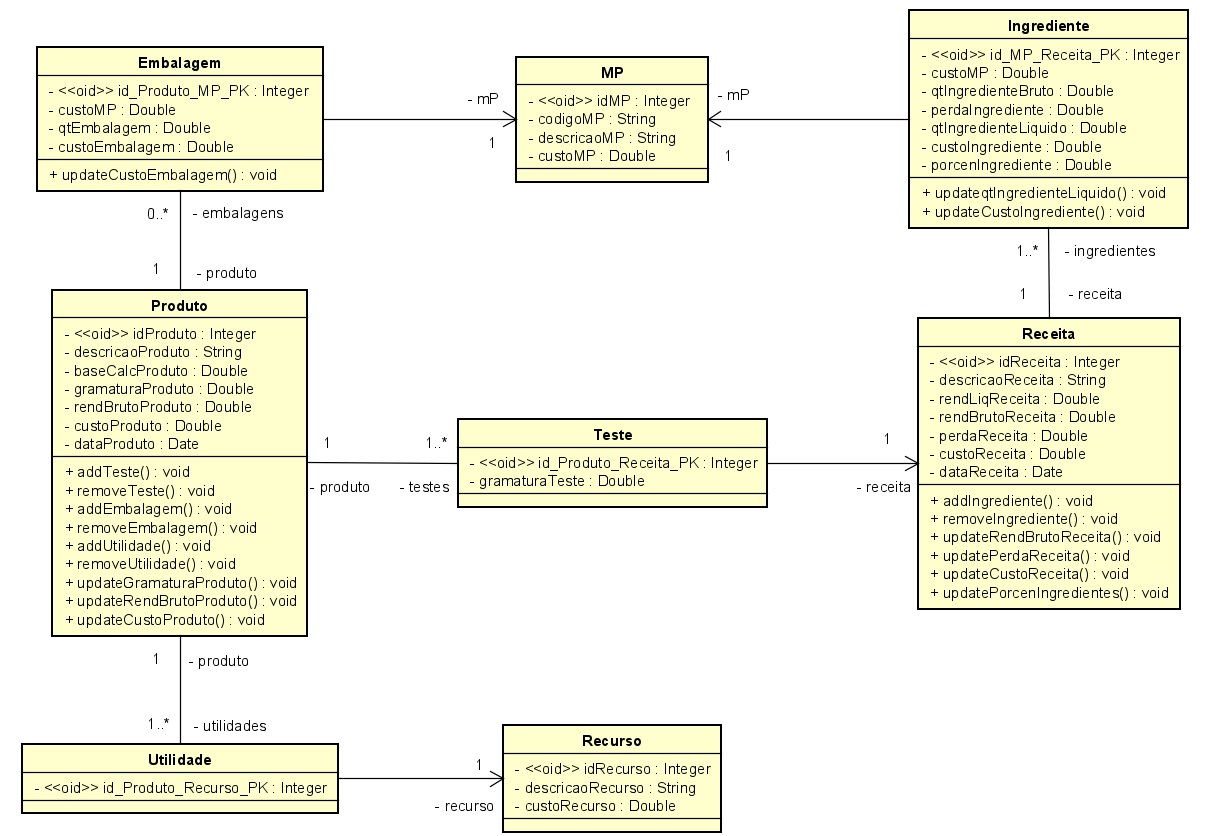 Embalagem
- <<oid>> id_Produto_MP_PK : Integer
- custoMP : Double
- qtEmbalagem : Double
- custoEmbalagem : Double
+ updateCustoEmbalagem() : void
- mP
1
MP
- <<oid>> idMP : Integer
- codigoMP : String
- descricaoMP : String
- custoMP : Double
- mP
1
Ingrediente
- <<oid>> id_MP_Receita_PK : Integer
- custoMP : Double
- qtIngredienteBruto : Double
- perdaIngrediente : Double
- qtIngredienteLiquido : Double
- custoIngrediente : Double
- porcenIngrediente : Double
+ updateqtIngredienteLiquido() : void
+ updateCustoIngrediente() : void
0..* - embalagens
1 - produto
1..* - ingredientes
1 - receita
Produto
- <<oid>> idProduto : Integer
- descricaoProduto : String
- baseCalcProduto : Double
- gramaturaProduto : Double
- rendBrutoProduto : Double
- custoProduto : Double
- dataProduto : Date
+ addTeste() : void
+ removeTeste() : void
+ addEmbalagem() : void
+ removeEmbalagem() : void
+ addUtilidade() : void
+ removeUtilidade() : void
+ updateGramaturaProduto() : void
+ updateRendBrutoProduto() : void
+ updateCustoProduto() : void
1 1..*
- produto - testes
Teste
- <<oid>> id_Produto_Receita_PK : Integer
- gramaturaTeste : Double
1
- receita
Receita
- <<oid>> idReceita : Integer
- descricaoReceita : String
- rendLiqReceita : Double
- rendBrutoReceita : Double
- perdaReceita : Double
- custoReceita : Double
- dataReceita : Date
+ addIngrediente() : void
+ removeIngrediente() : void
+ updateRendBrutoReceita() : void
+ updatePerdaReceita() : void
+ updateCustoReceita() : void
+ updatePorcenIngredientes() : void
1 - produto
1..* - utilidades
Utilidade
- <<oid>> id_Produto_Recurso_PK : Integer
1
- recurso
Recurso
- <<oid>> idRecurso : Integer
- descricaoRecurso : String
- custoRecurso : Double